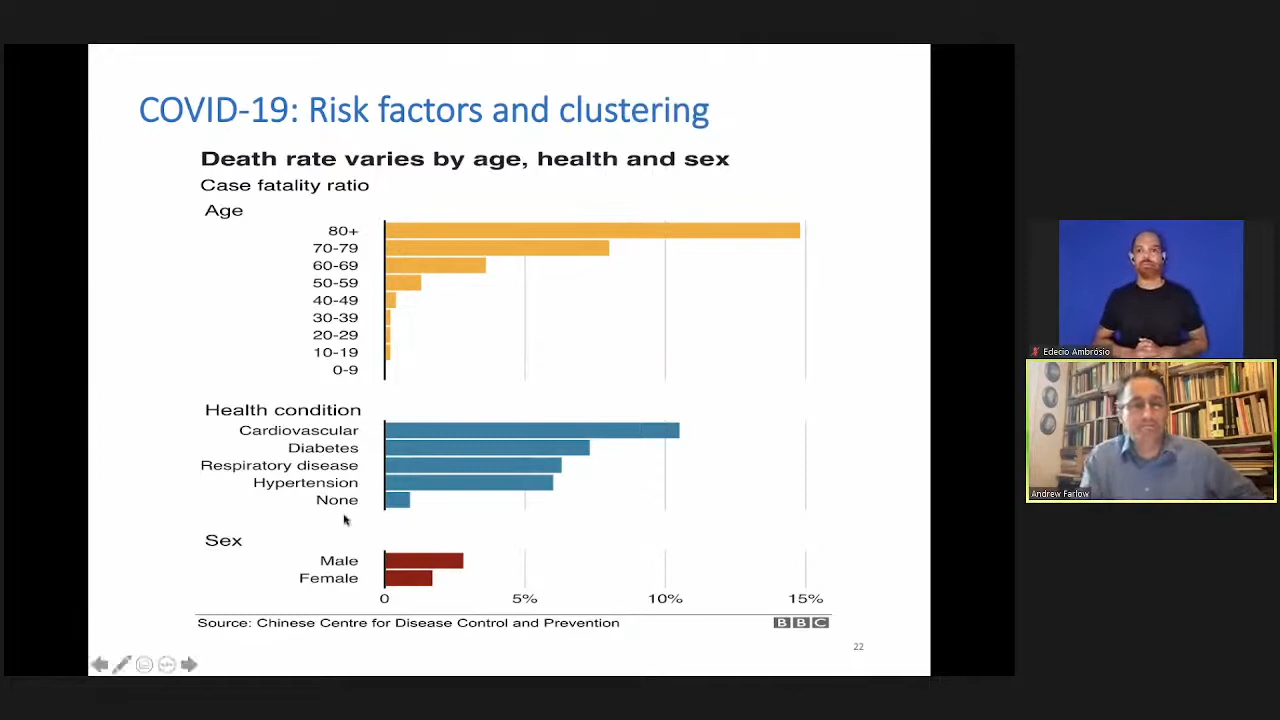 COVID-19: Risk factors and clustering
Death rate varies by age, health and sex
Case fatality ratio
Age
80+
70-79
60-69
50-59
40-49
30-39
20-29
10-19
0-9
Health condition
Cardiovascular
Diabetes
Respiratory disease
Hypertension
None
Sex
Male
Female
0 5% 10% 15%
Source: Chinese Centre for Disease Control and Prevention BBC
22
Edecio Ambrósio
Andrew Farlow